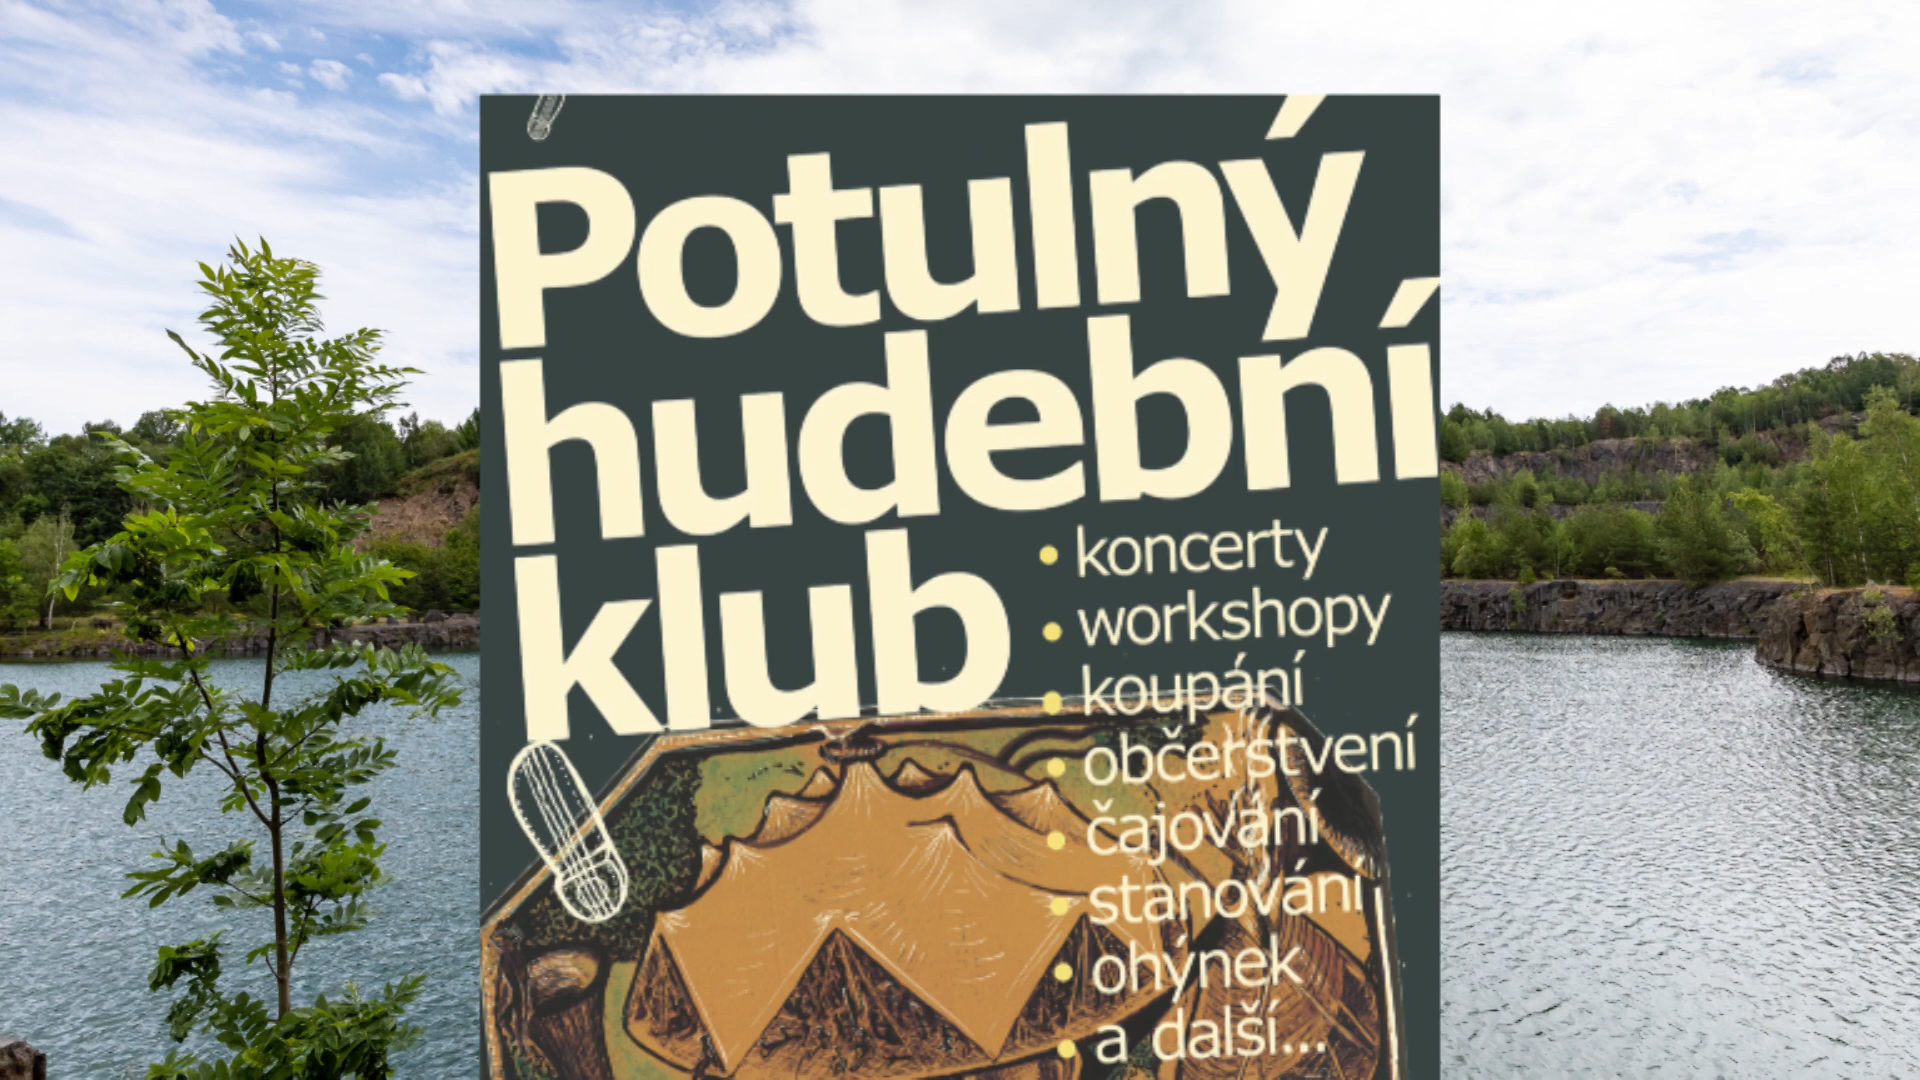 Potulný
hudební
klub
• koncerty
• workshopy
• koupání
• občerstvení
• čajování
• stanování
• ohýnek
• a další...